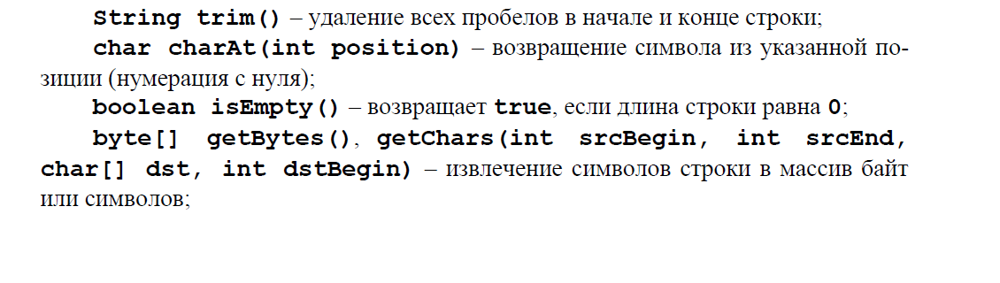 String trim() – удаление всех пробелов в начале и конце строки;
char charAt(int position) – возвращение символа из указанной по-
зиции (нумерация с нуля);
boolean isEmpty() – возвращает true, если длина строки равна 0;
byte[] getBytes(), getChars(int srcBegin, int srcEnd,
char[] dst, int dstBegin) – извлечение символов строки в массив байт
или символов;